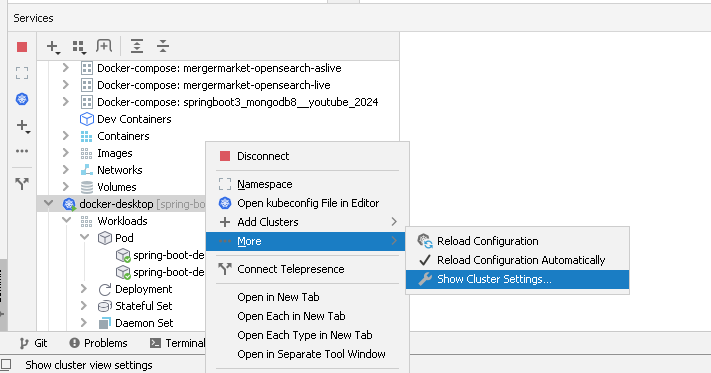 Services
Docker-compose: mergermarket-opensearch-aslive
Docker-compose: mergermarket-opensearch-live
Docker-compose: springboot3_mongodb8__youtube_2024
Dev Containers
Containers
Images
Networks
Volumes
docker-desktop [spring-bo
Workloads
Pod
spring-boot-de
spring-boot-de
Deployment
Stateful Set
Daemon Set
Disconnect
Namespace
Open kubeconfig File in Editor
Add Clusters
More
Connect Telepresence
Open in New Tab
Open Each in New Tab
Open Each Type in New Tab
Open in Separate Tool Window
Reload Configuration
Reload Configuration Automatically
Show Cluster Settings...
Git
Problems
Terminal
Show cluster view settings